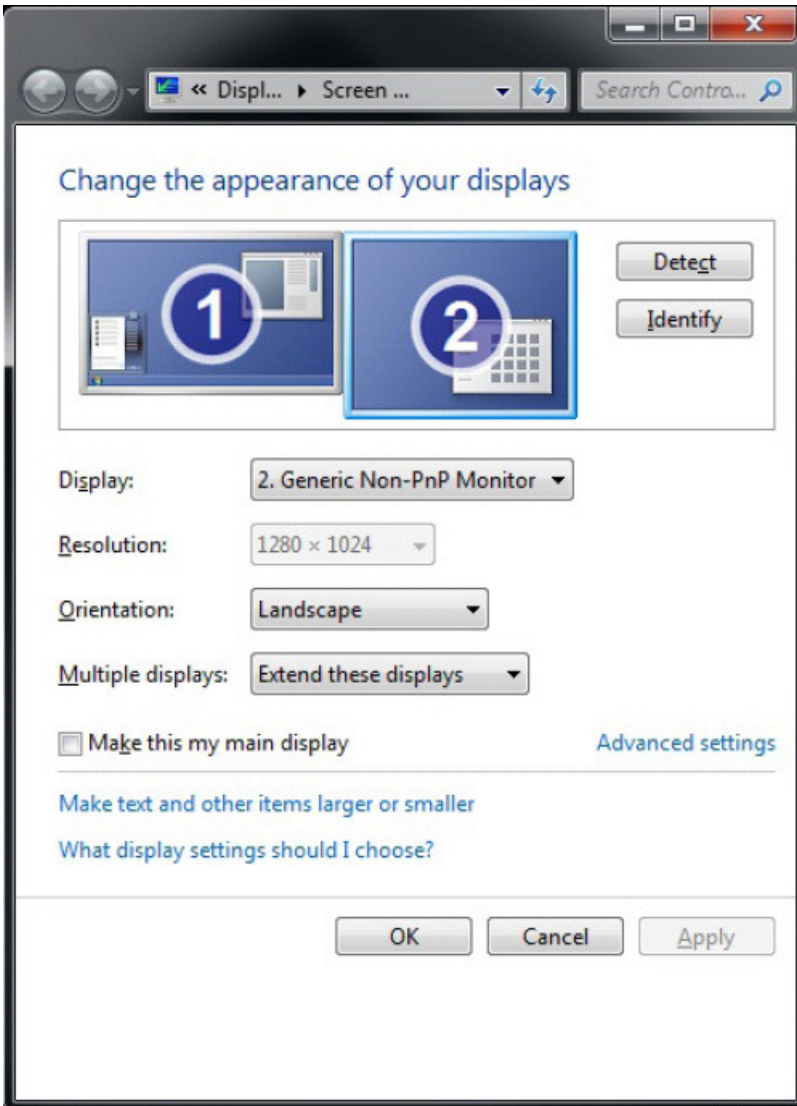 « Displ... ▸ Screen ...
Search Contro...
Change the appearance of your displays
1
2
Detect
Identify
Display: 2. Generic Non-PnP Monitor
Resolution: 1280 × 1024
Orientation: Landscape
Multiple displays: Extend these displays
Make this my main display
Advanced settings
Make text and other items larger or smaller
What display settings should I choose?
OK Cancel Apply